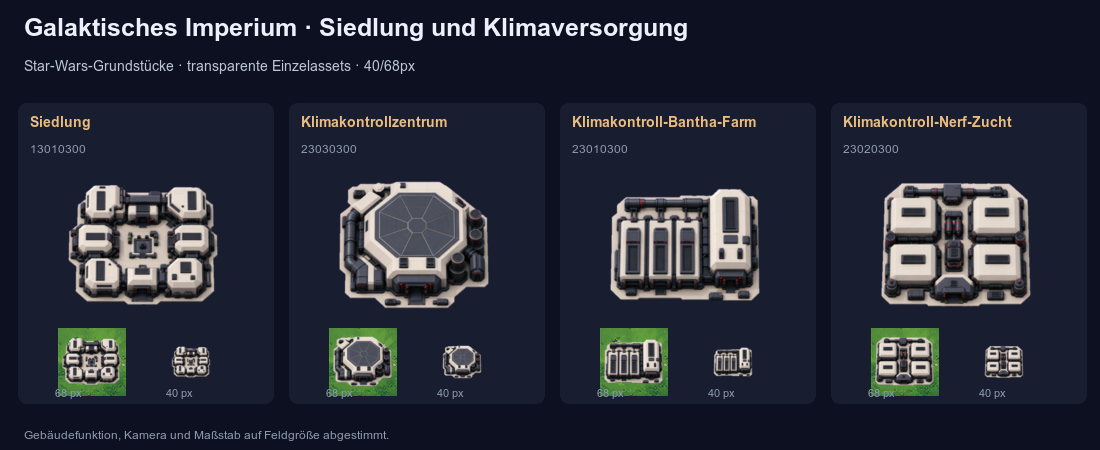 Galaktisches Imperium · Siedlung und Klimaversorgung
Star-Wars-Grundstücke · transparente Einzelassets · 40/68px
Siedlung
13010300
68 px
40 px
Klimakontrollzentrum
23030300
68 px
40 px
Klimakontroll-Bantha-Farm
23010300
68 px
40 px
Klimakontroll-Nerf-Zucht
23020300
68 px
40 px
Gebäudefunktion, Kamera und Maßstab auf Feldgröße abgestimmt.